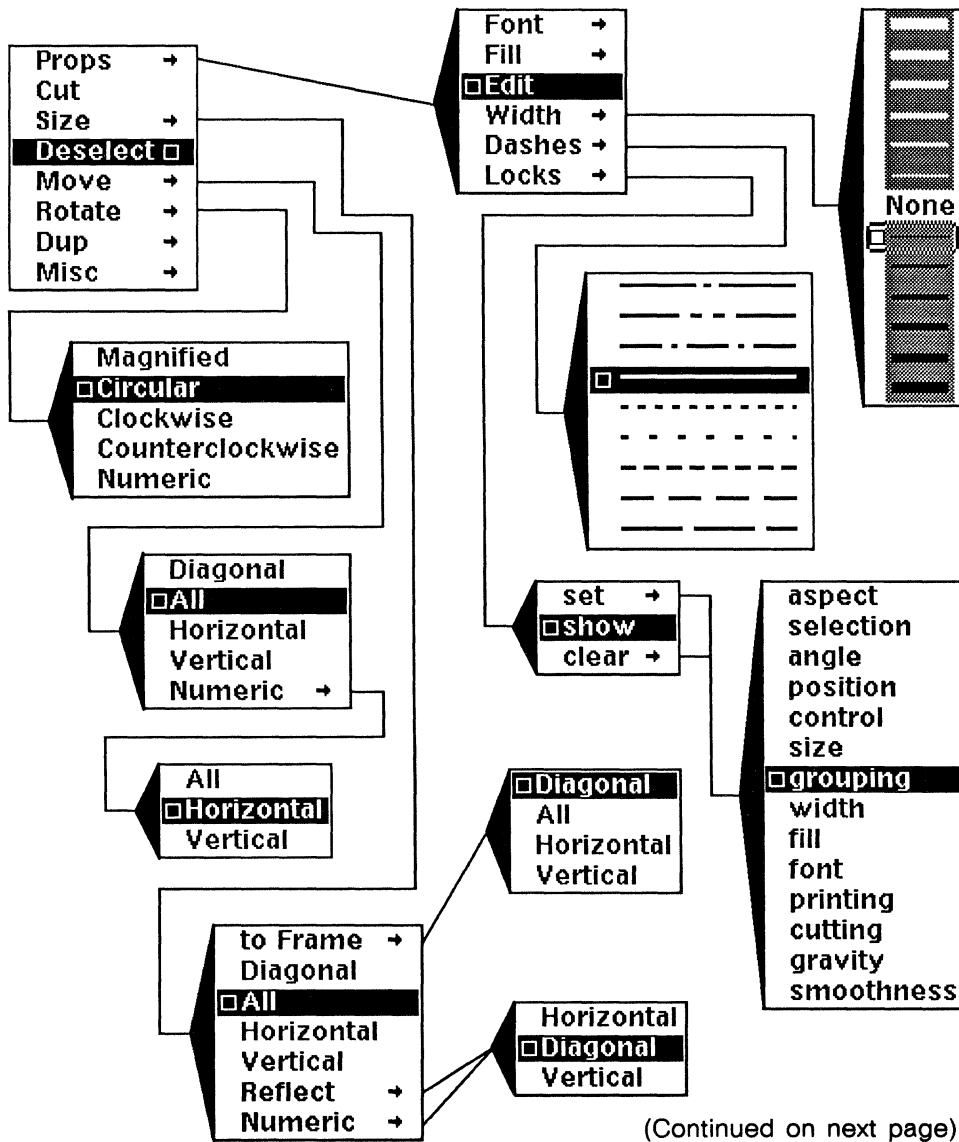 Props →
Cut
Size →
Deselect
Move →
Rotate →
Dup →
Misc →
Font →
Fill →
Edit
Width →
Dashes →
Locks →
None
Magnified
Circular
Clockwise
Counterclockwise
Numeric
Diagonal
All
Horizontal
Vertical
Numeric →
All
Horizontal
Vertical
set →
show
clear →
aspect
selection
angle
position
control
size
grouping
width
fill
font
printing
cutting
gravity
smoothness
Diagonal
All
Horizontal
Vertical
to Frame →
Diagonal
All
Horizontal
Vertical
Reflect →
Numeric →
Horizontal
Diagonal
Vertical
(Continued on next page)